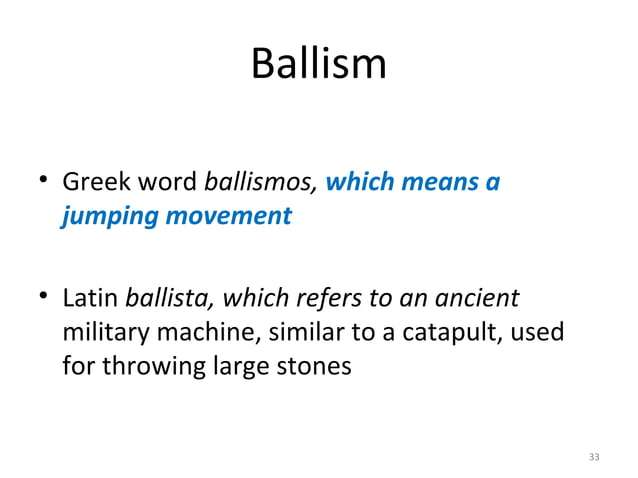 Ballism
• Greek word ballismos, which means a
jumping movement
• Latin ballista, which refers to an ancient
military machine, similar to a catapult, used
for throwing large stones
33